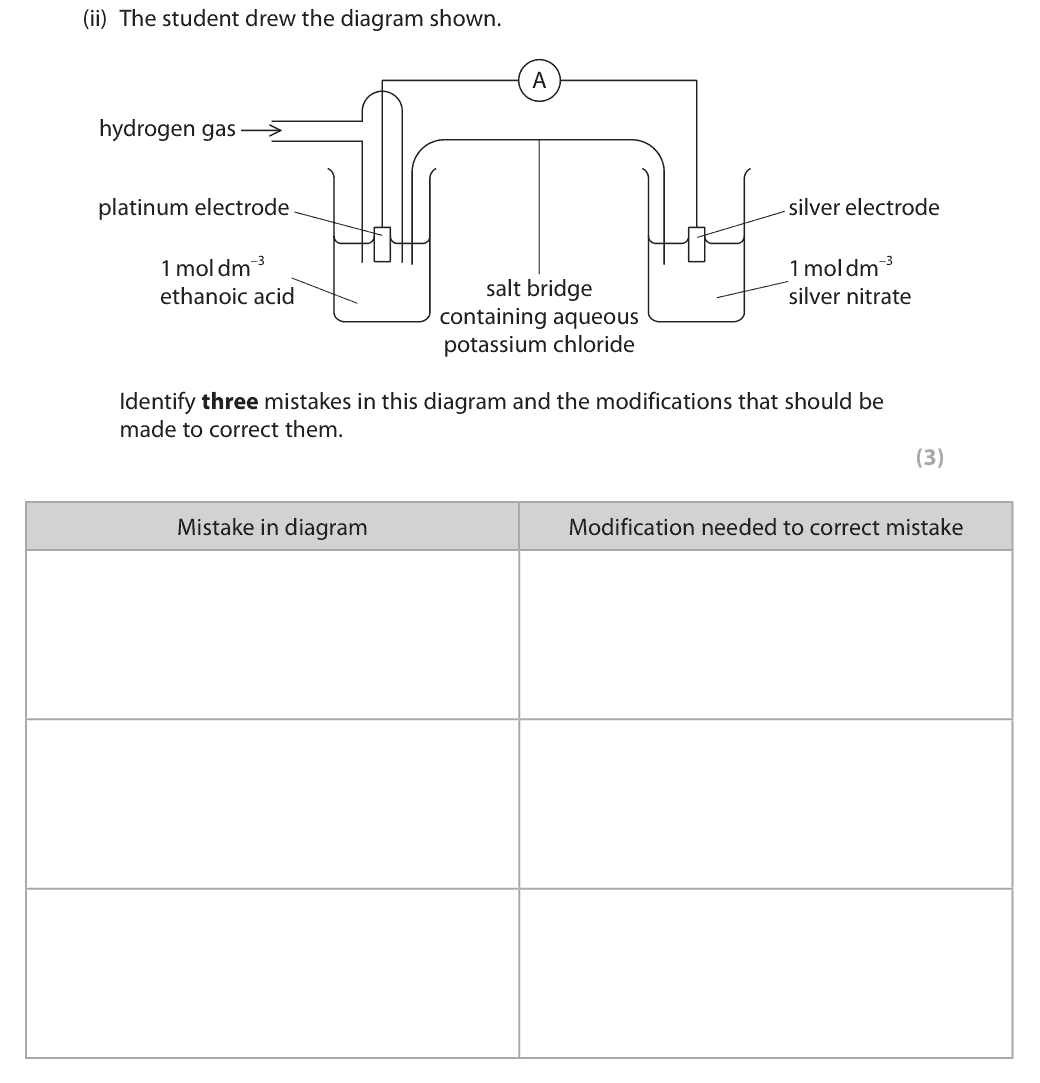 (ii) The student drew the diagram shown.
A
hydrogen gas
platinum electrode
silver electrode
1 mol dm⁻³
ethanoic acid
salt bridge
containing aqueous
potassium chloride
1 mol dm⁻³
silver nitrate
Identify three mistakes in this diagram and the modifications that should be
made to correct them.
(3)
Mistake in diagram
Modification needed to correct mistake